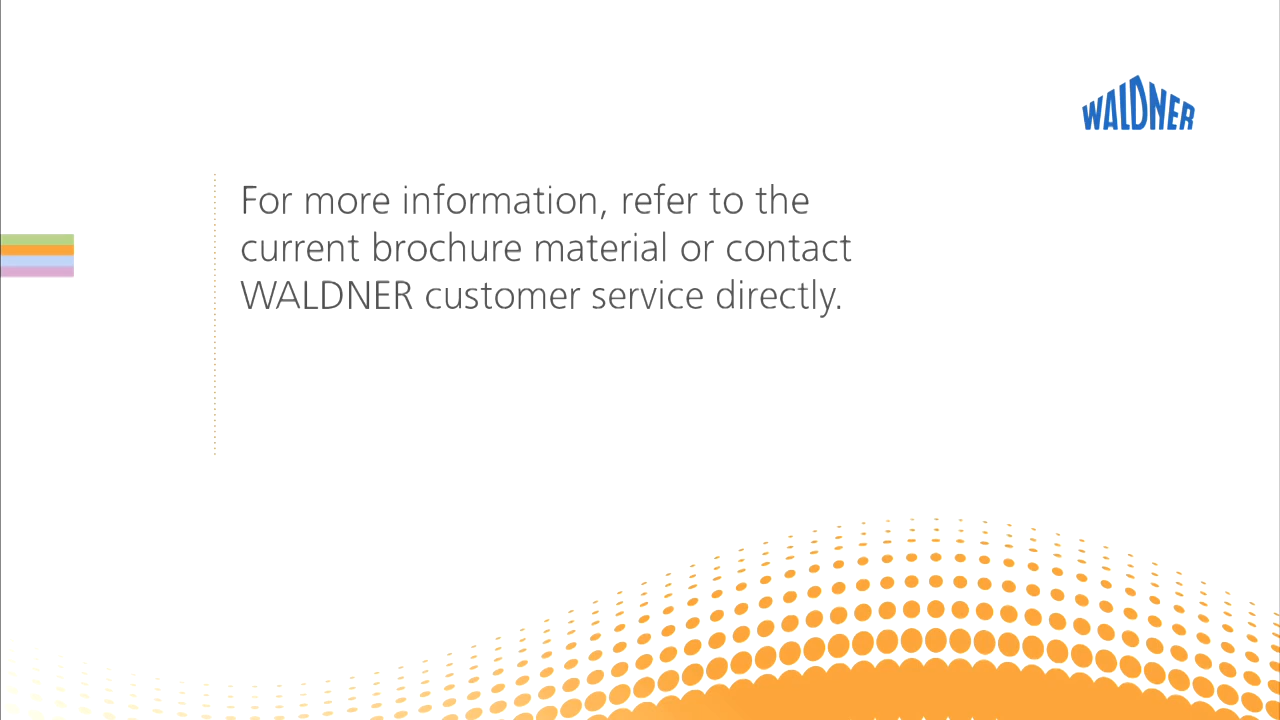 WALDNER
For more information, refer to the
current brochure material or contact
WALDNER customer service directly.